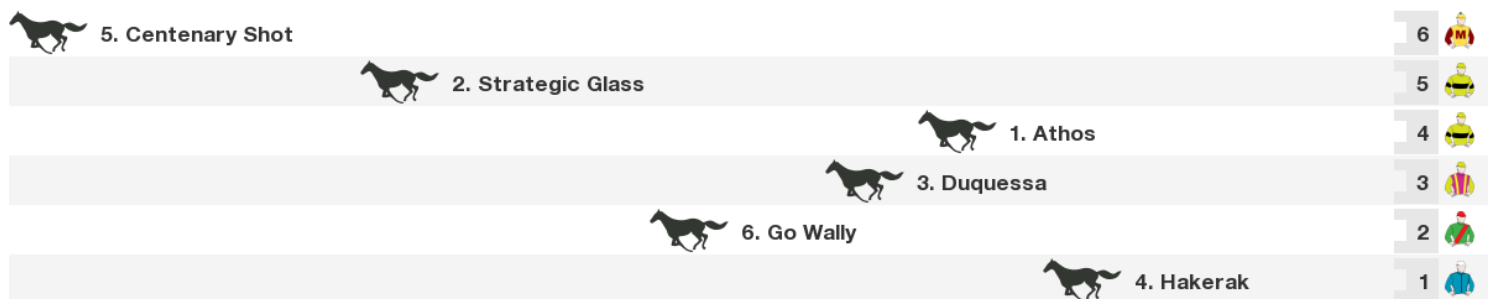 5. Centenary Shot 6 M
2. Strategic Glass 5
1. Athos 4
3. Duquessa 3
6. Go Wally 2
4. Hakerak 1